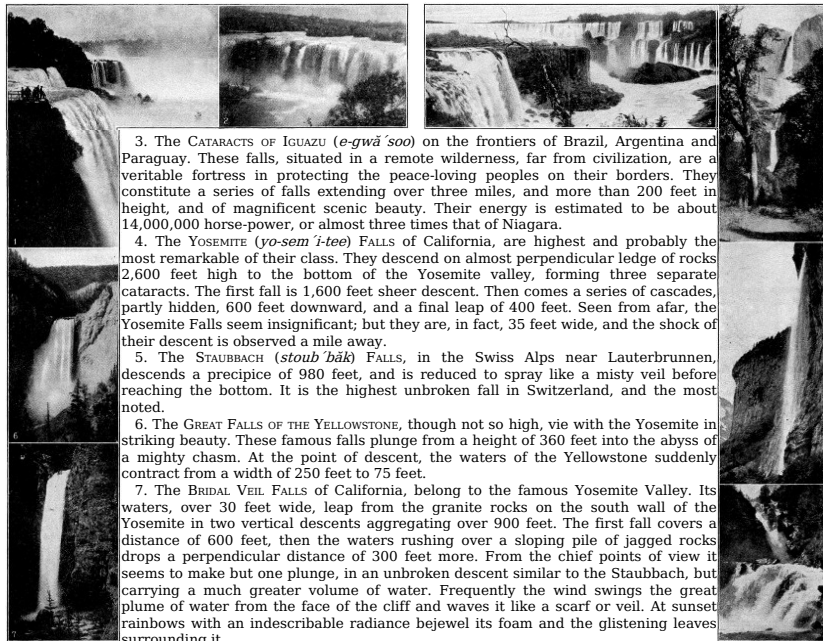 3. The CATARACTS OF IGUAZU (e-gwä´soo) on the frontiers of Brazil, Argentina and
Paraguay. These falls, situated in a remote wilderness, far from civilization, are a
veritable fortress in protecting the peace-loving peoples on their borders. They
constitute a series of falls extending over three miles, and more than 200 feet in
height, and of magnificent scenic beauty. Their energy is estimated to be about
14,000,000 horse-power, or almost three times that of Niagara.
4. The YOSEMITE (yo-sem´i-tee) FALLS of California, are highest and probably the
most remarkable of their class. They descend on almost perpendicular ledge of rocks
2,600 feet high to the bottom of the Yosemite valley, forming three separate
cataracts. The first fall is 1,600 feet sheer descent. Then comes a series of cascades,
partly hidden, 600 feet downward, and a final leap of 400 feet. Seen from afar, the
Yosemite Falls seem insignificant; but they are, in fact, 35 feet wide, and the shock of
their descent is observed a mile away.
5. The STAUBBACH (stoub´bäk) FALLS, in the Swiss Alps near Lauterbrunnen,
descends a precipice of 980 feet, and is reduced to spray like a misty veil before
reaching the bottom. It is the highest unbroken fall in Switzerland, and the most
noted.
6. The GREAT FALLS OF THE YELLOWSTONE, though not so high, vie with the Yosemite in
striking beauty. These famous falls plunge from a height of 360 feet into the abyss of
a mighty chasm. At the point of descent, the waters of the Yellowstone suddenly
contract from a width of 250 feet to 75 feet.
7. The BRIDAL VEIL FALLS of California, belong to the famous Yosemite Valley. Its
waters, over 30 feet wide, leap from the granite rocks on the south wall of the
Yosemite in two vertical descents aggregating over 900 feet. The first fall covers a
distance of 600 feet, then the waters rushing over a sloping pile of jagged rocks
drops a perpendicular distance of 300 feet more. From the chief points of view it
seems to make but one plunge, in an unbroken descent similar to the Staubbach, but
carrying a much greater volume of water. Frequently the wind swings the great
plume of water from the face of the cliff and waves it like a scarf or veil. At sunset
rainbows with an indescribable radiance bejewel its foam and the glistening leaves
surrounding it.
1
2
6
7